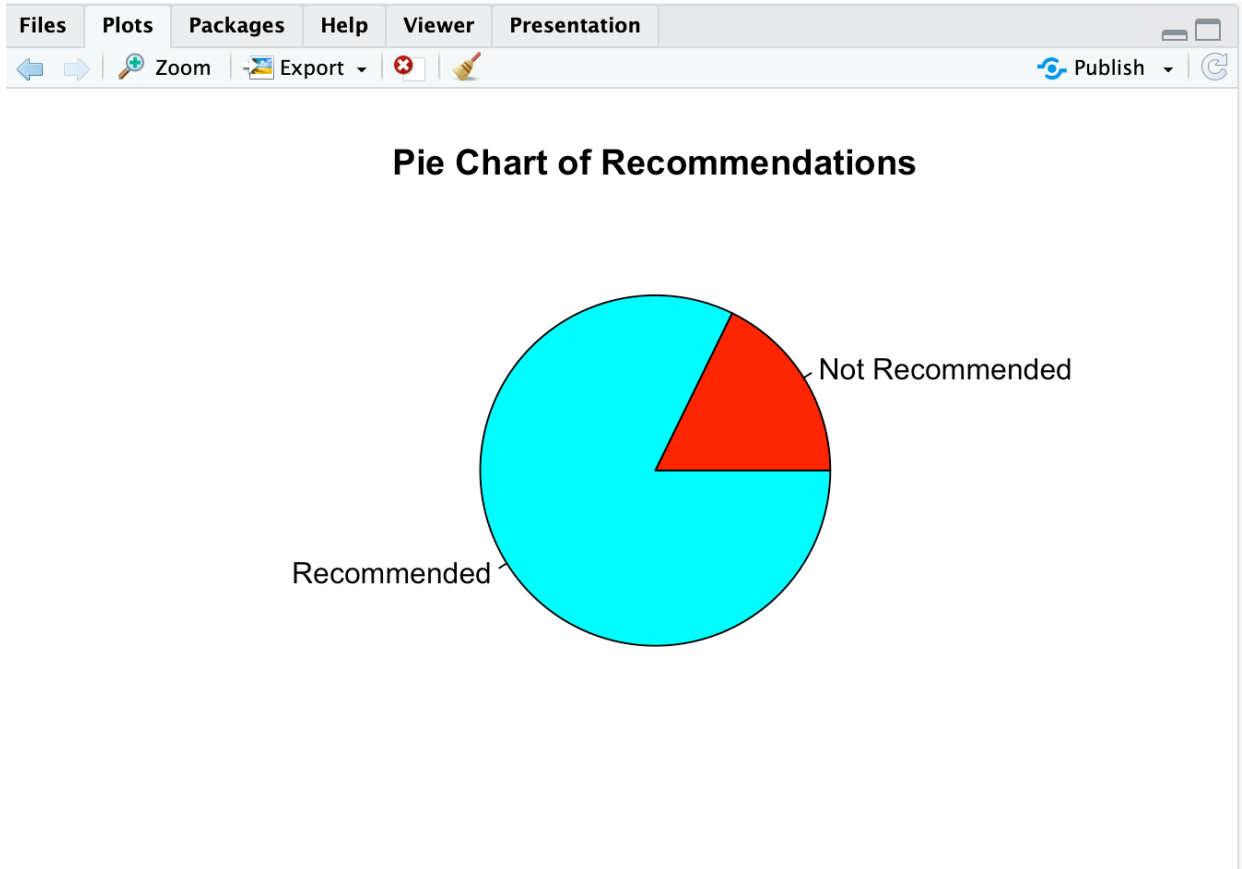 Files Plots Packages Help Viewer Presentation
Zoom Export Publish
Pie Chart of Recommendations
Not Recommended
Recommended